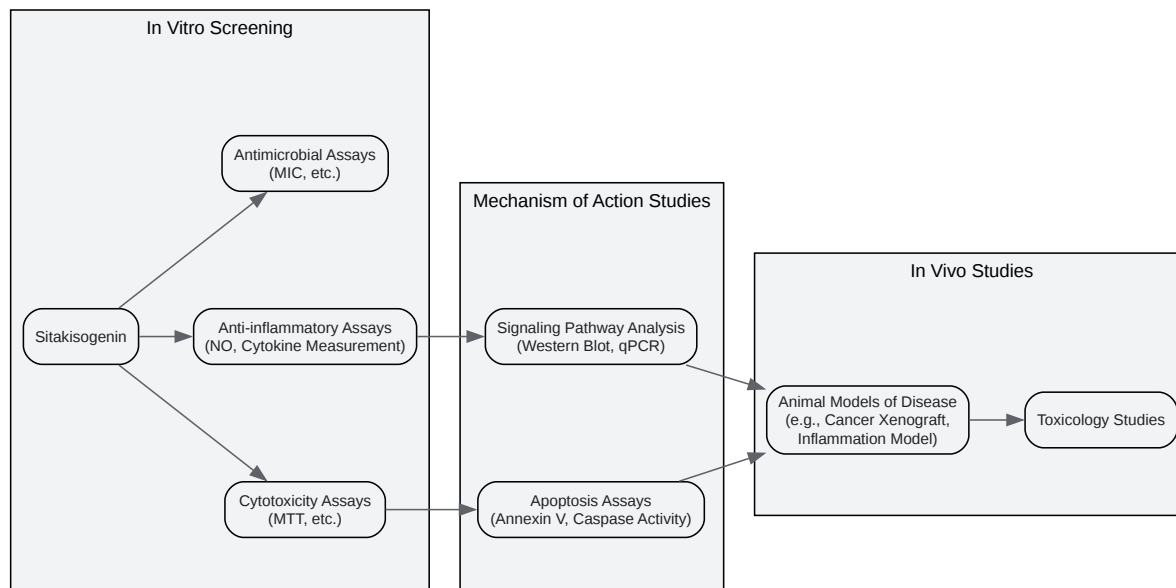 In Vitro Screening
Antimicrobial Assays
(MIC, etc.)
Sitakisogenin
Anti-inflammatory Assays
(NO, Cytokine Measurement)
Cytotoxicity Assays
(MTT, etc.)
Mechanism of Action Studies
Signaling Pathway Analysis
(Western Blot, qPCR)
Apoptosis Assays
(Annexin V, Caspase Activity)
In Vivo Studies
Animal Models of Disease
(e.g., Cancer Xenograft,
Inflammation Model)
Toxicology Studies